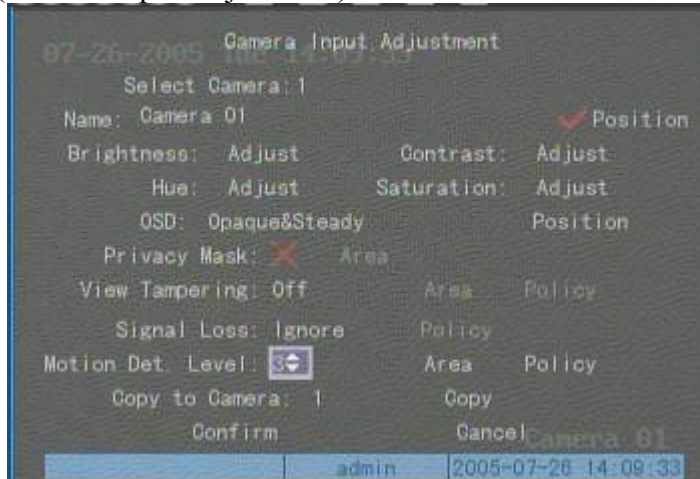 Camera Input Adjustment
07-26-2005 Tue 14:09:33
Select Camera: 1
Name: Camera 01 Position
Brightness: Adjust Contrast: Adjust
Hue: Adjust Saturation: Adjust
OSD: Opaque&Steady Position
Privacy Mask: Area
View Tampering: Off Area Policy
Signal Loss: Ignore Policy
Motion Det. Level: 3 Area Policy
Copy to Camera: 1 Copy
Confirm Cancel
Camera 01
admin 2005-07-26 14:09:33